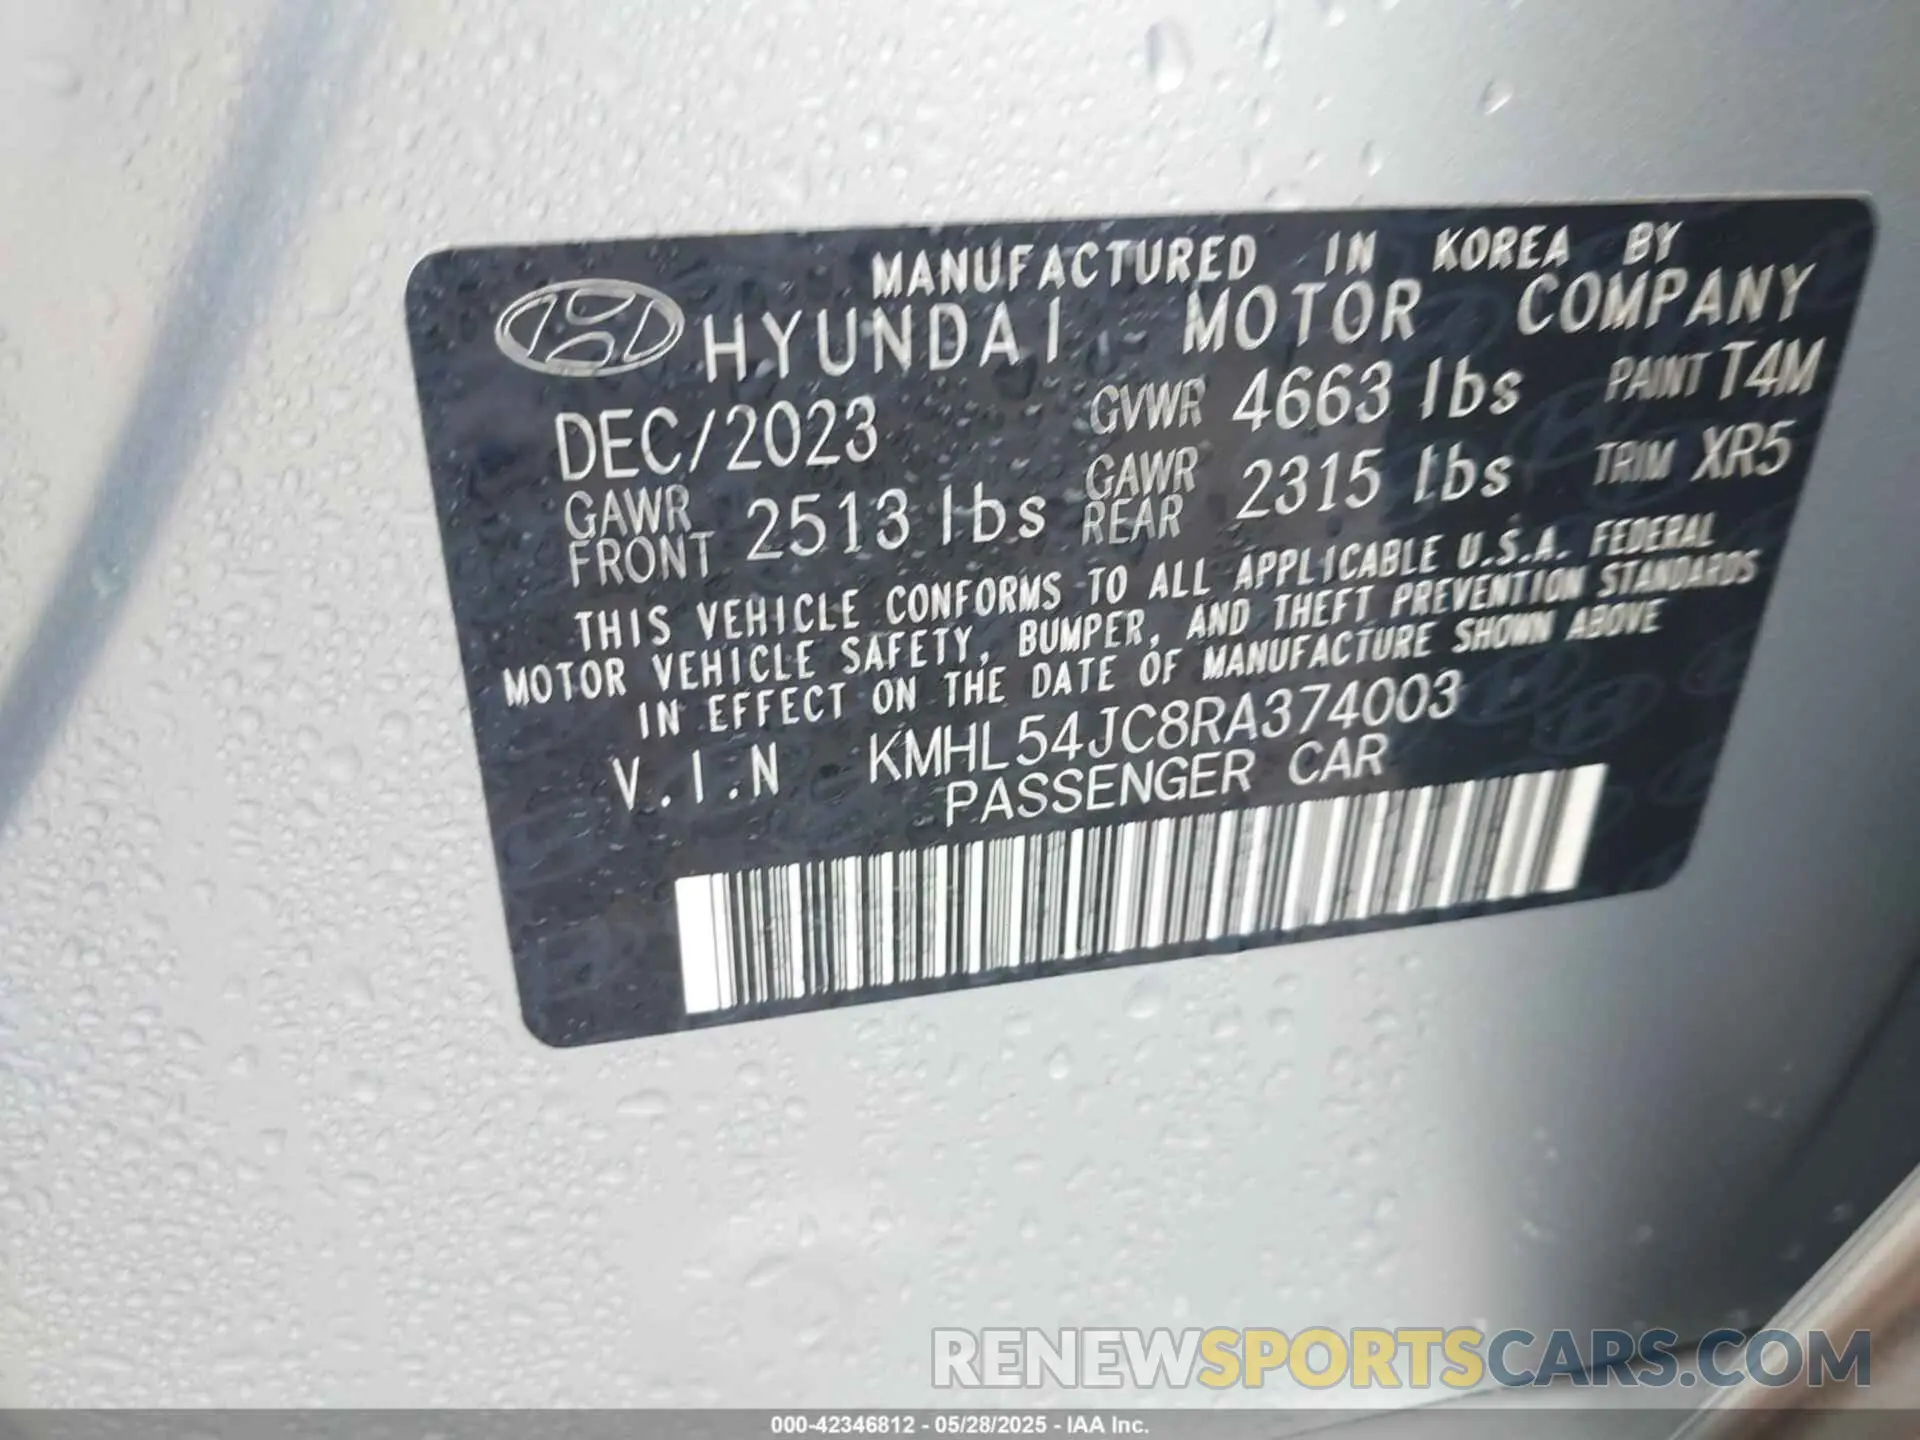 MANUFACTURED IN KOREA BY
HYUNDAI MOTOR COMPANY
DEC/2023 GVWR 4663 lbs PAINT T4M
GAWR FRONT 2513 lbs GAWR REAR 2315 lbs TRIM XR5
THIS VEHICLE CONFORMS TO ALL APPLICABLE U.S.A. FEDERAL
MOTOR VEHICLE SAFETY, BUMPER, AND THEFT PREVENTION STANDARDS
IN EFFECT ON THE DATE OF MANUFACTURE SHOWN ABOVE
V.I.N KMHL54JC8RA374003
PASSENGER CAR
RENEWSPORTSCARS.COM
000-42346812 - 05/28/2025 - IAA Inc.